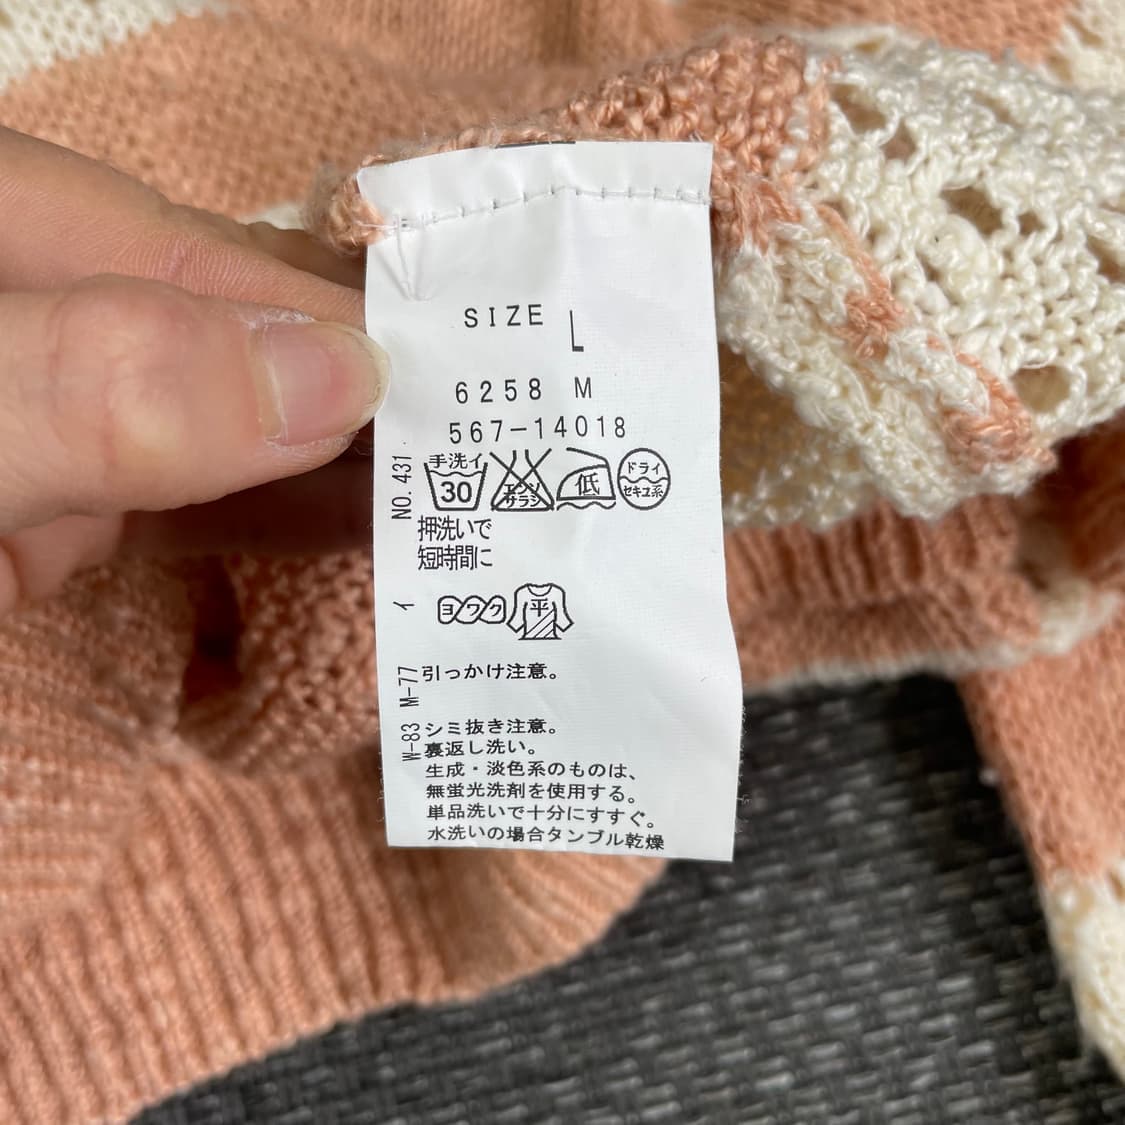 SIZE L
6258 M
567-14018
手洗イ 30
エンソ サラシ
低
ドライ セキユ系
押洗いで
短時間に
ヨワク
平
引っかけ注意。
シミ抜き注意。
裏返し洗い。
生成・淡色系のものは、
無蛍光洗剤を使用する。
単品洗いで十分にすすぐ。
水洗いの場合タンブル乾燥
NO. 431
イ
W-83 M-77